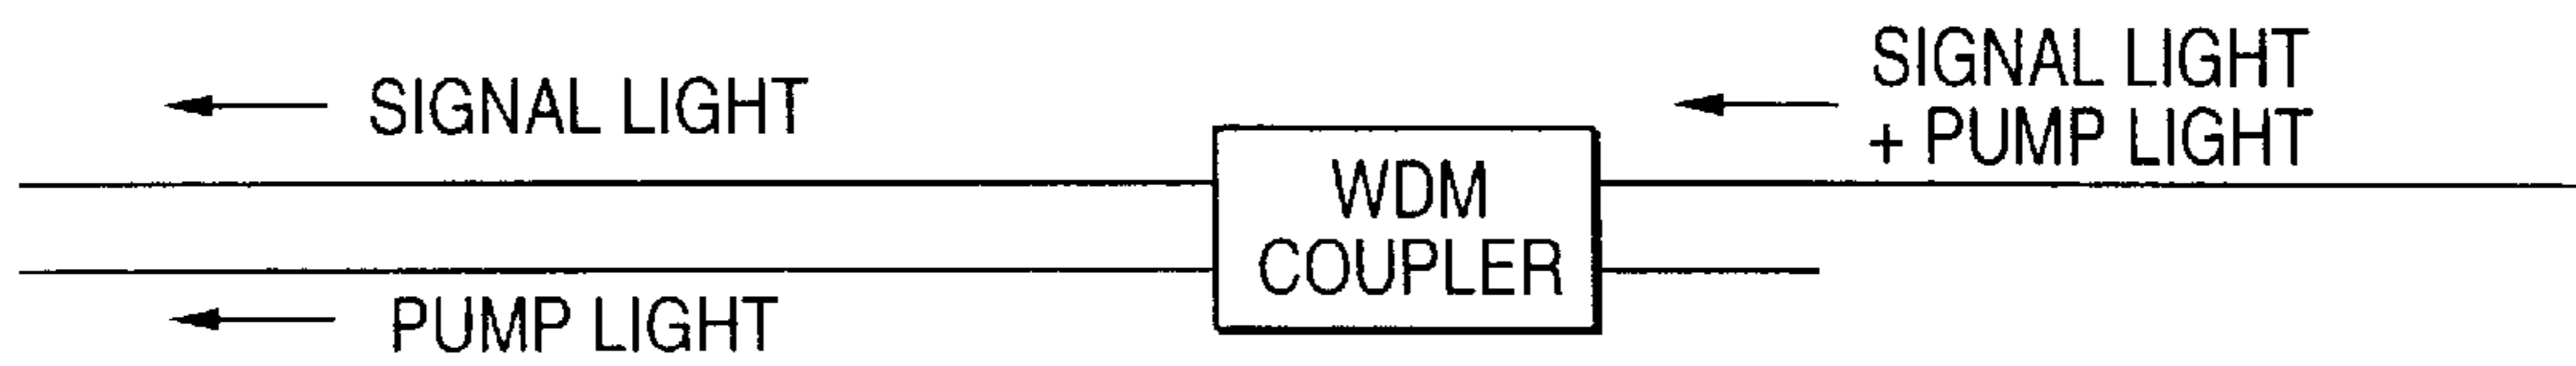 SIGNAL LIGHT
PUMP LIGHT
WDM
COUPLER
SIGNAL LIGHT
+ PUMP LIGHT